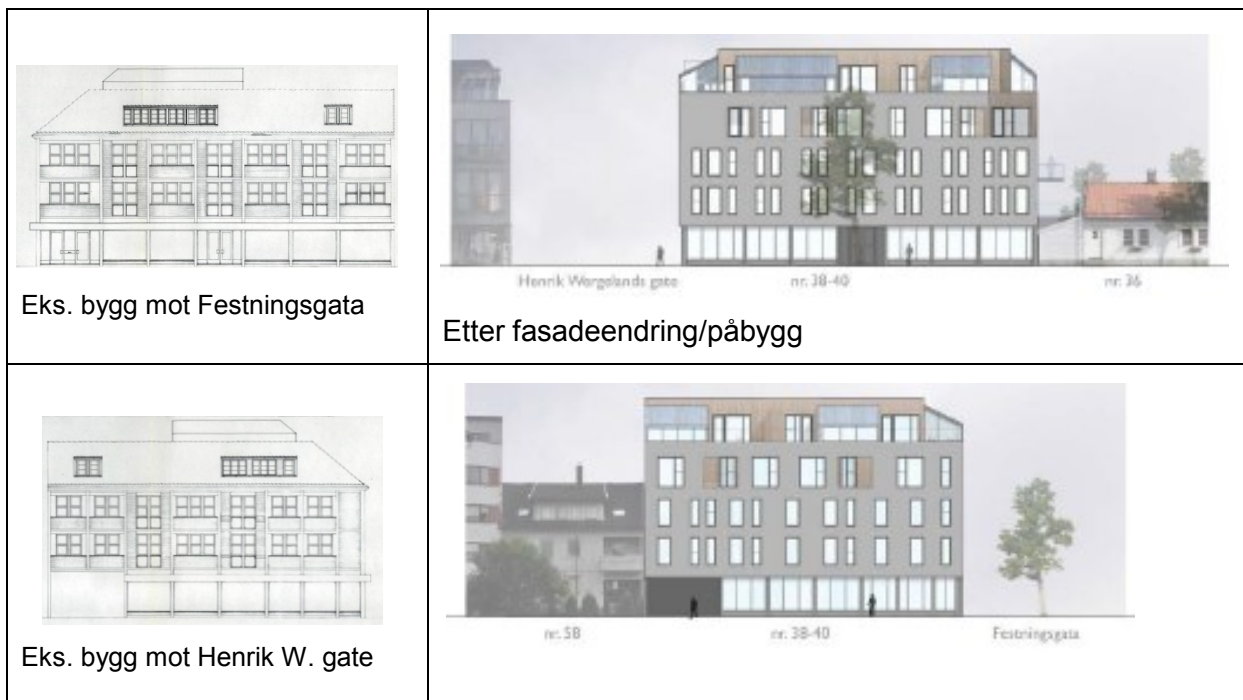 Eks. bygg mot Festningsgata
Henrik Wergelands gate
nr. 38-40
nr. 36
Etter fasadeendring/påbygg
Eks. bygg mot Henrik W. gate
nr. 5B
nr. 38-40
Festningsgata